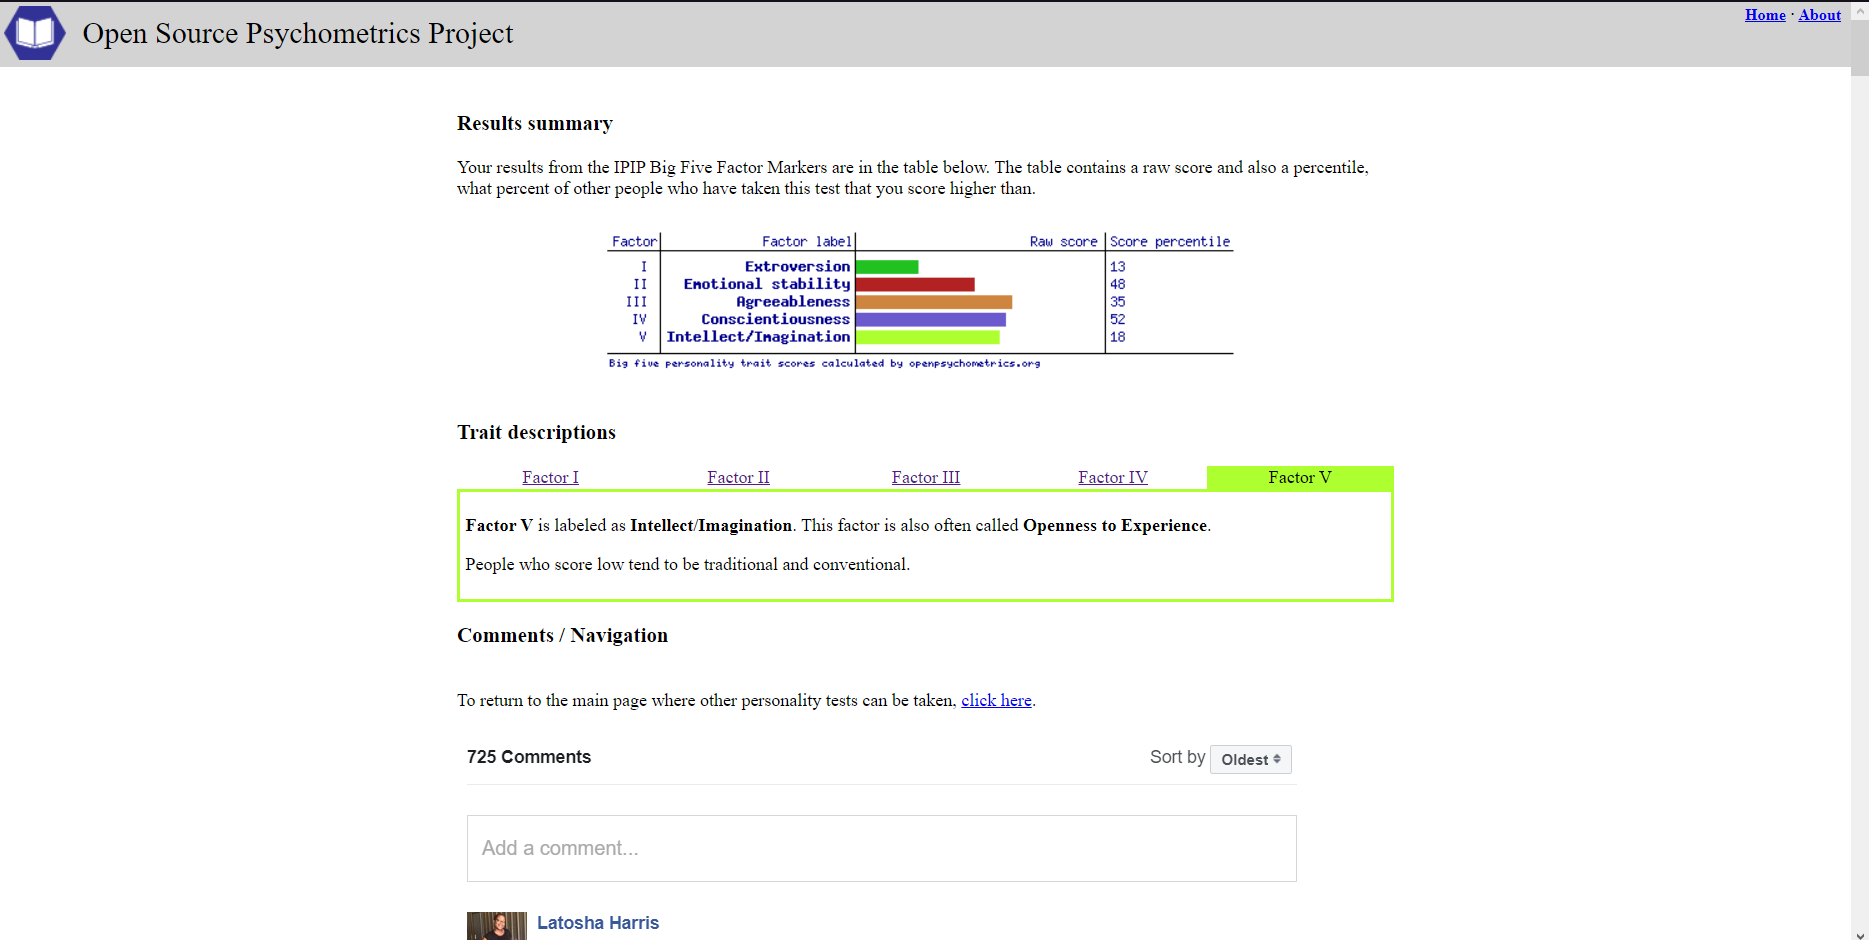 Open Source Psychometrics Project
Home · About
Results summary
Your results from the IPIP Big Five Factor Markers are in the table below. The table contains a raw score and also a percentile,
what percent of other people who have taken this test that you score higher than.
Factor Factor label Raw score Score percentile
I Extroversion 13
II Emotional stability 48
III Agreeableness 35
IV Conscientiousness 52
V Intellect/Imagination 18
Big five personality trait scores calculated by openpsychometrics.org
Trait descriptions
Factor I Factor II Factor III Factor IV Factor V
Factor V is labeled as Intellect/Imagination. This factor is also often called Openness to Experience.
People who score low tend to be traditional and conventional.
Comments / Navigation
To return to the main page where other personality tests can be taken, click here.
725 Comments Sort by Oldest
Add a comment...
Latosha Harris